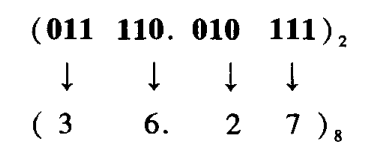 (011 110. 010 111)₂
↓ ↓ ↓ ↓
( 3 6. 2 7 )₈